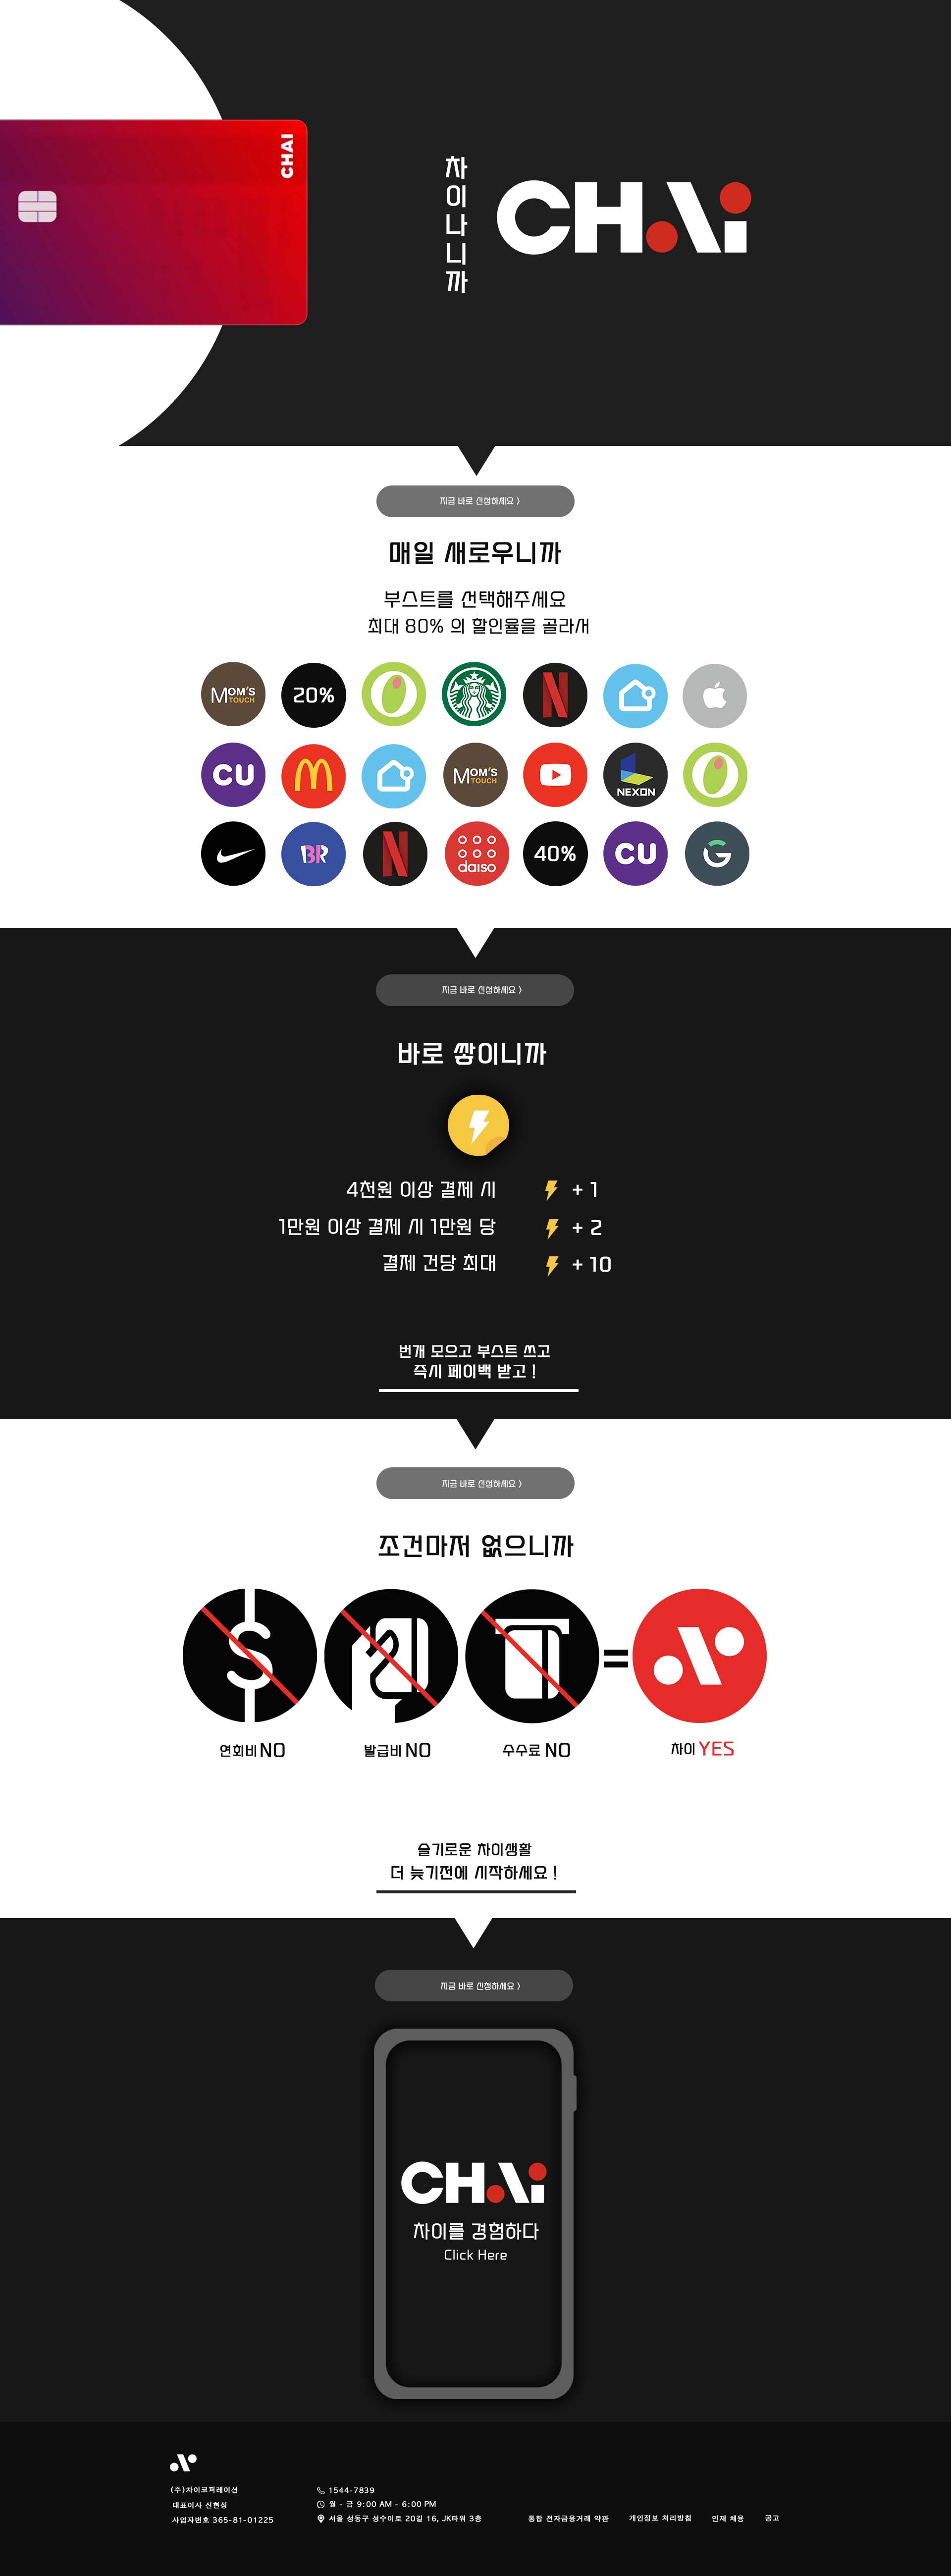 CHAI
차이나니까
CHAi
지금 바로 신청하세요 >
매일 새로우니까
부스트를 선택해주세요
최대 80% 의 할인율을 골라서
MOM'S TOUCH
20%
N
CU
MOM'S TOUCH
NEXON
BR
N
daiso
40%
CU
G
지금 바로 신청하세요 >
바로 쌓이니까
4천원 이상 결제 시 + 1
1만원 이상 결제 시 1만원 당 + 2
결제 건당 최대 + 10
번개 모으고 부스트 쓰고
즉시 페이백 받고 !
지금 바로 신청하세요 >
조건마저 없으니까
연회비 NO
발급비 NO
수수료 NO
차이 YES
슬기로운 차이생활
더 늦기전에 시작하세요 !
지금 바로 신청하세요 >
CHAi
차이를 경험하다
Click Here
(주)차이코퍼레이션
대표이사 신현성
사업자번호 365-81-01225
1544-7839
월 - 금 9:00 AM - 6:00 PM
서울 성동구 성수이로 20길 16, JK타워 3층
통합 전자금융거래 약관 개인정보 처리방침 인재 채용 공고